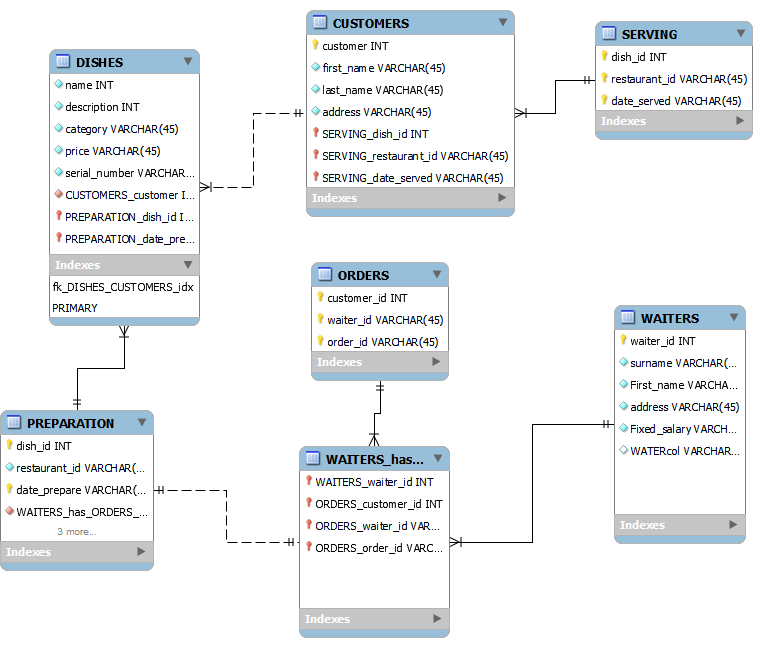 DISHES
name INT
description INT
category VARCHAR(45)
price VARCHAR(45)
serial_number VARCHAR...
CUSTOMERS_customer I...
PREPARATION_dish_id I...
PREPARATION_date_pre...
Indexes
fk_DISHES_CUSTOMERS_idx
PRIMARY
CUSTOMERS
customer INT
first_name VARCHAR(45)
last_name VARCHAR(45)
address VARCHAR(45)
SERVING_dish_id INT
SERVING_restaurant_id VARCHAR(45)
SERVING_date_served VARCHAR(45)
Indexes
SERVING
dish_id INT
restaurant_id VARCHAR(45)
date_served VARCHAR(45)
Indexes
ORDERS
customer_id INT
waiter_id VARCHAR(45)
order_id VARCHAR(45)
Indexes
WAITERS
waiter_id INT
surname VARCHAR(...
First_name VARCHA...
address VARCHAR(45)
Fixed_salary VARCH...
WATERcol VARCHAR...
Indexes
PREPARATION
dish_id INT
restaurant_id VARCHAR(...
date_prepare VARCHAR(...
WAITERS_has_ORDERS_...
3 more...
Indexes
WAITERS_has...
WAITERS_waiter_id INT
ORDERS_customer_id INT
ORDERS_waiter_id VAR...
ORDERS_order_id VARC...
Indexes